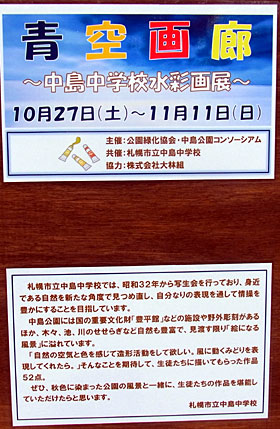 青空画廊
～中島中学校水彩画展～
10月27日(土)～11月11日(日)
主催：公園緑化協会・中島公園コンソーシアム
共催：札幌市立中島中学校
協力：株式会社大林組
札幌市立中島中学校では、昭和32年から写生会を行っており、身近
である自然を新たな角度で見つめ直し、自分なりの表現を通して情操を
豊かにすることを目指しています。
中島公園には国の重要文化財「豊平館」などの施設や野外彫刻がある
ほか、木々、池、川のせせらぎなど自然も豊富で、見渡す限り「絵になる
風景」に溢れています。
「自然の空気と色を感じて造形活動をして欲しい。風に動くみどりを表
現してくれたら。」そんなことを期待して、生徒たちに描いてもらった作品
52点。
ぜひ、秋色に染まった公園の風景と一緒に、生徒たちの作品を堪能し
ていただけたらと思います。
札幌市立中島中学校